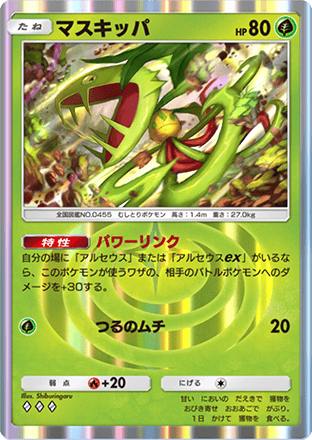 たね マスキッパ HP 80
全国図鑑NO.0455 むしとりポケモン 高さ：1.4m 重さ：27.0kg
特性 パワーリンク
自分の場に「アルセウス」または「アルセウスex」がいるな
ら、このポケモンが使うワザの、相手のバトルポケモンへのダ
メージを+30する。
つるのムチ 20
弱点 +20 にげる
Illus. Shiburingaru
甘い においの だえきで 獲物を
おびき寄せ おおあごで がぶり。
1日 かけて 獲物を 食べる。